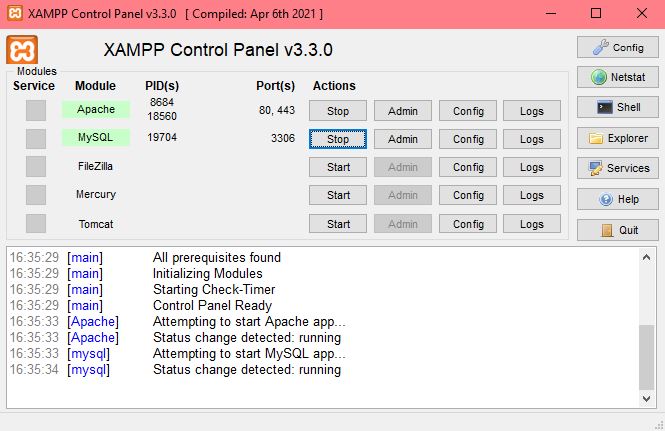 XAMPP Control Panel v3.3.0 [ Compiled: Apr 6th 2021 ]
XAMPP Control Panel v3.3.0
Config
Modules
Service Module PID(s) Port(s) Actions
Netstat
Apache 8684 18560 80, 443 Stop Admin Config Logs
Shell
MySQL 19704 3306 Stop Admin Config Logs
Explorer
FileZilla Start Admin Config Logs
Services
Mercury Start Admin Config Logs
Help
Tomcat Start Admin Config Logs
Quit
16:35:29 [main] All prerequisites found
16:35:29 [main] Initializing Modules
16:35:29 [main] Starting Check-Timer
16:35:29 [main] Control Panel Ready
16:35:33 [Apache] Attempting to start Apache app...
16:35:33 [Apache] Status change detected: running
16:35:33 [mysql] Attempting to start MySQL app...
16:35:34 [mysql] Status change detected: running